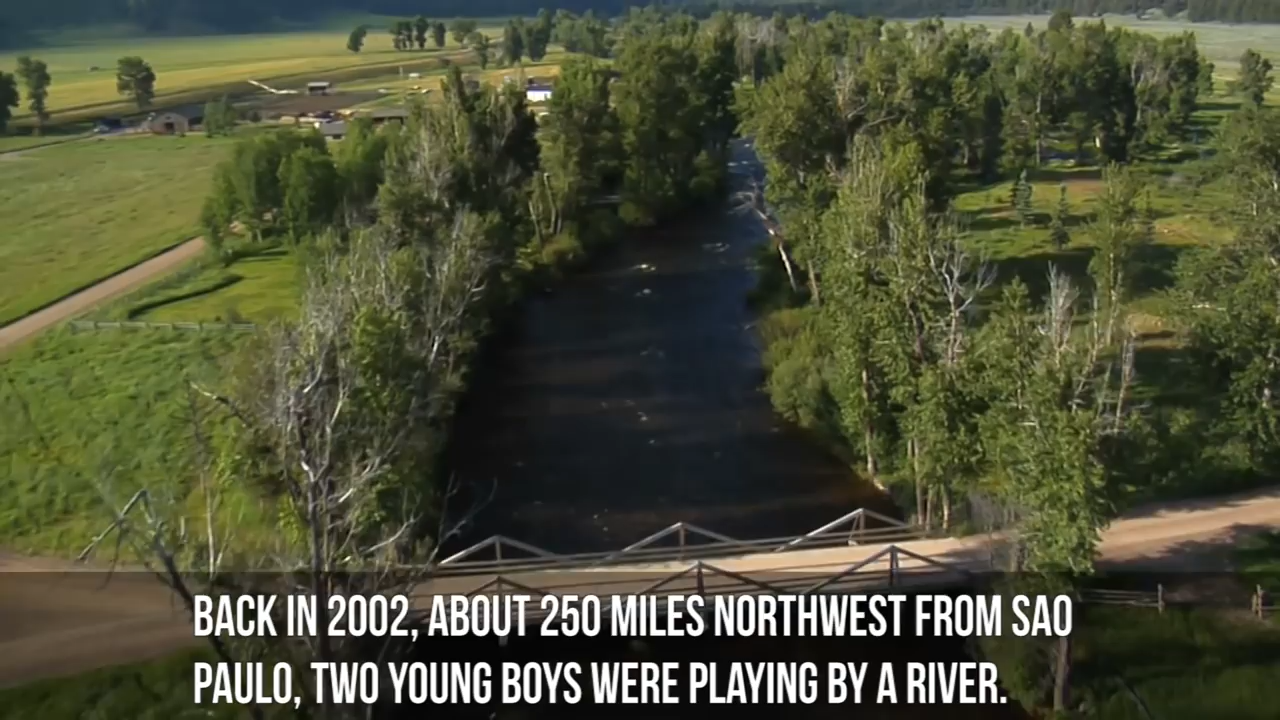 BACK IN 2002, ABOUT 250 MILES NORTHWEST FROM SAO
PAULO, TWO YOUNG BOYS WERE PLAYING BY A RIVER.